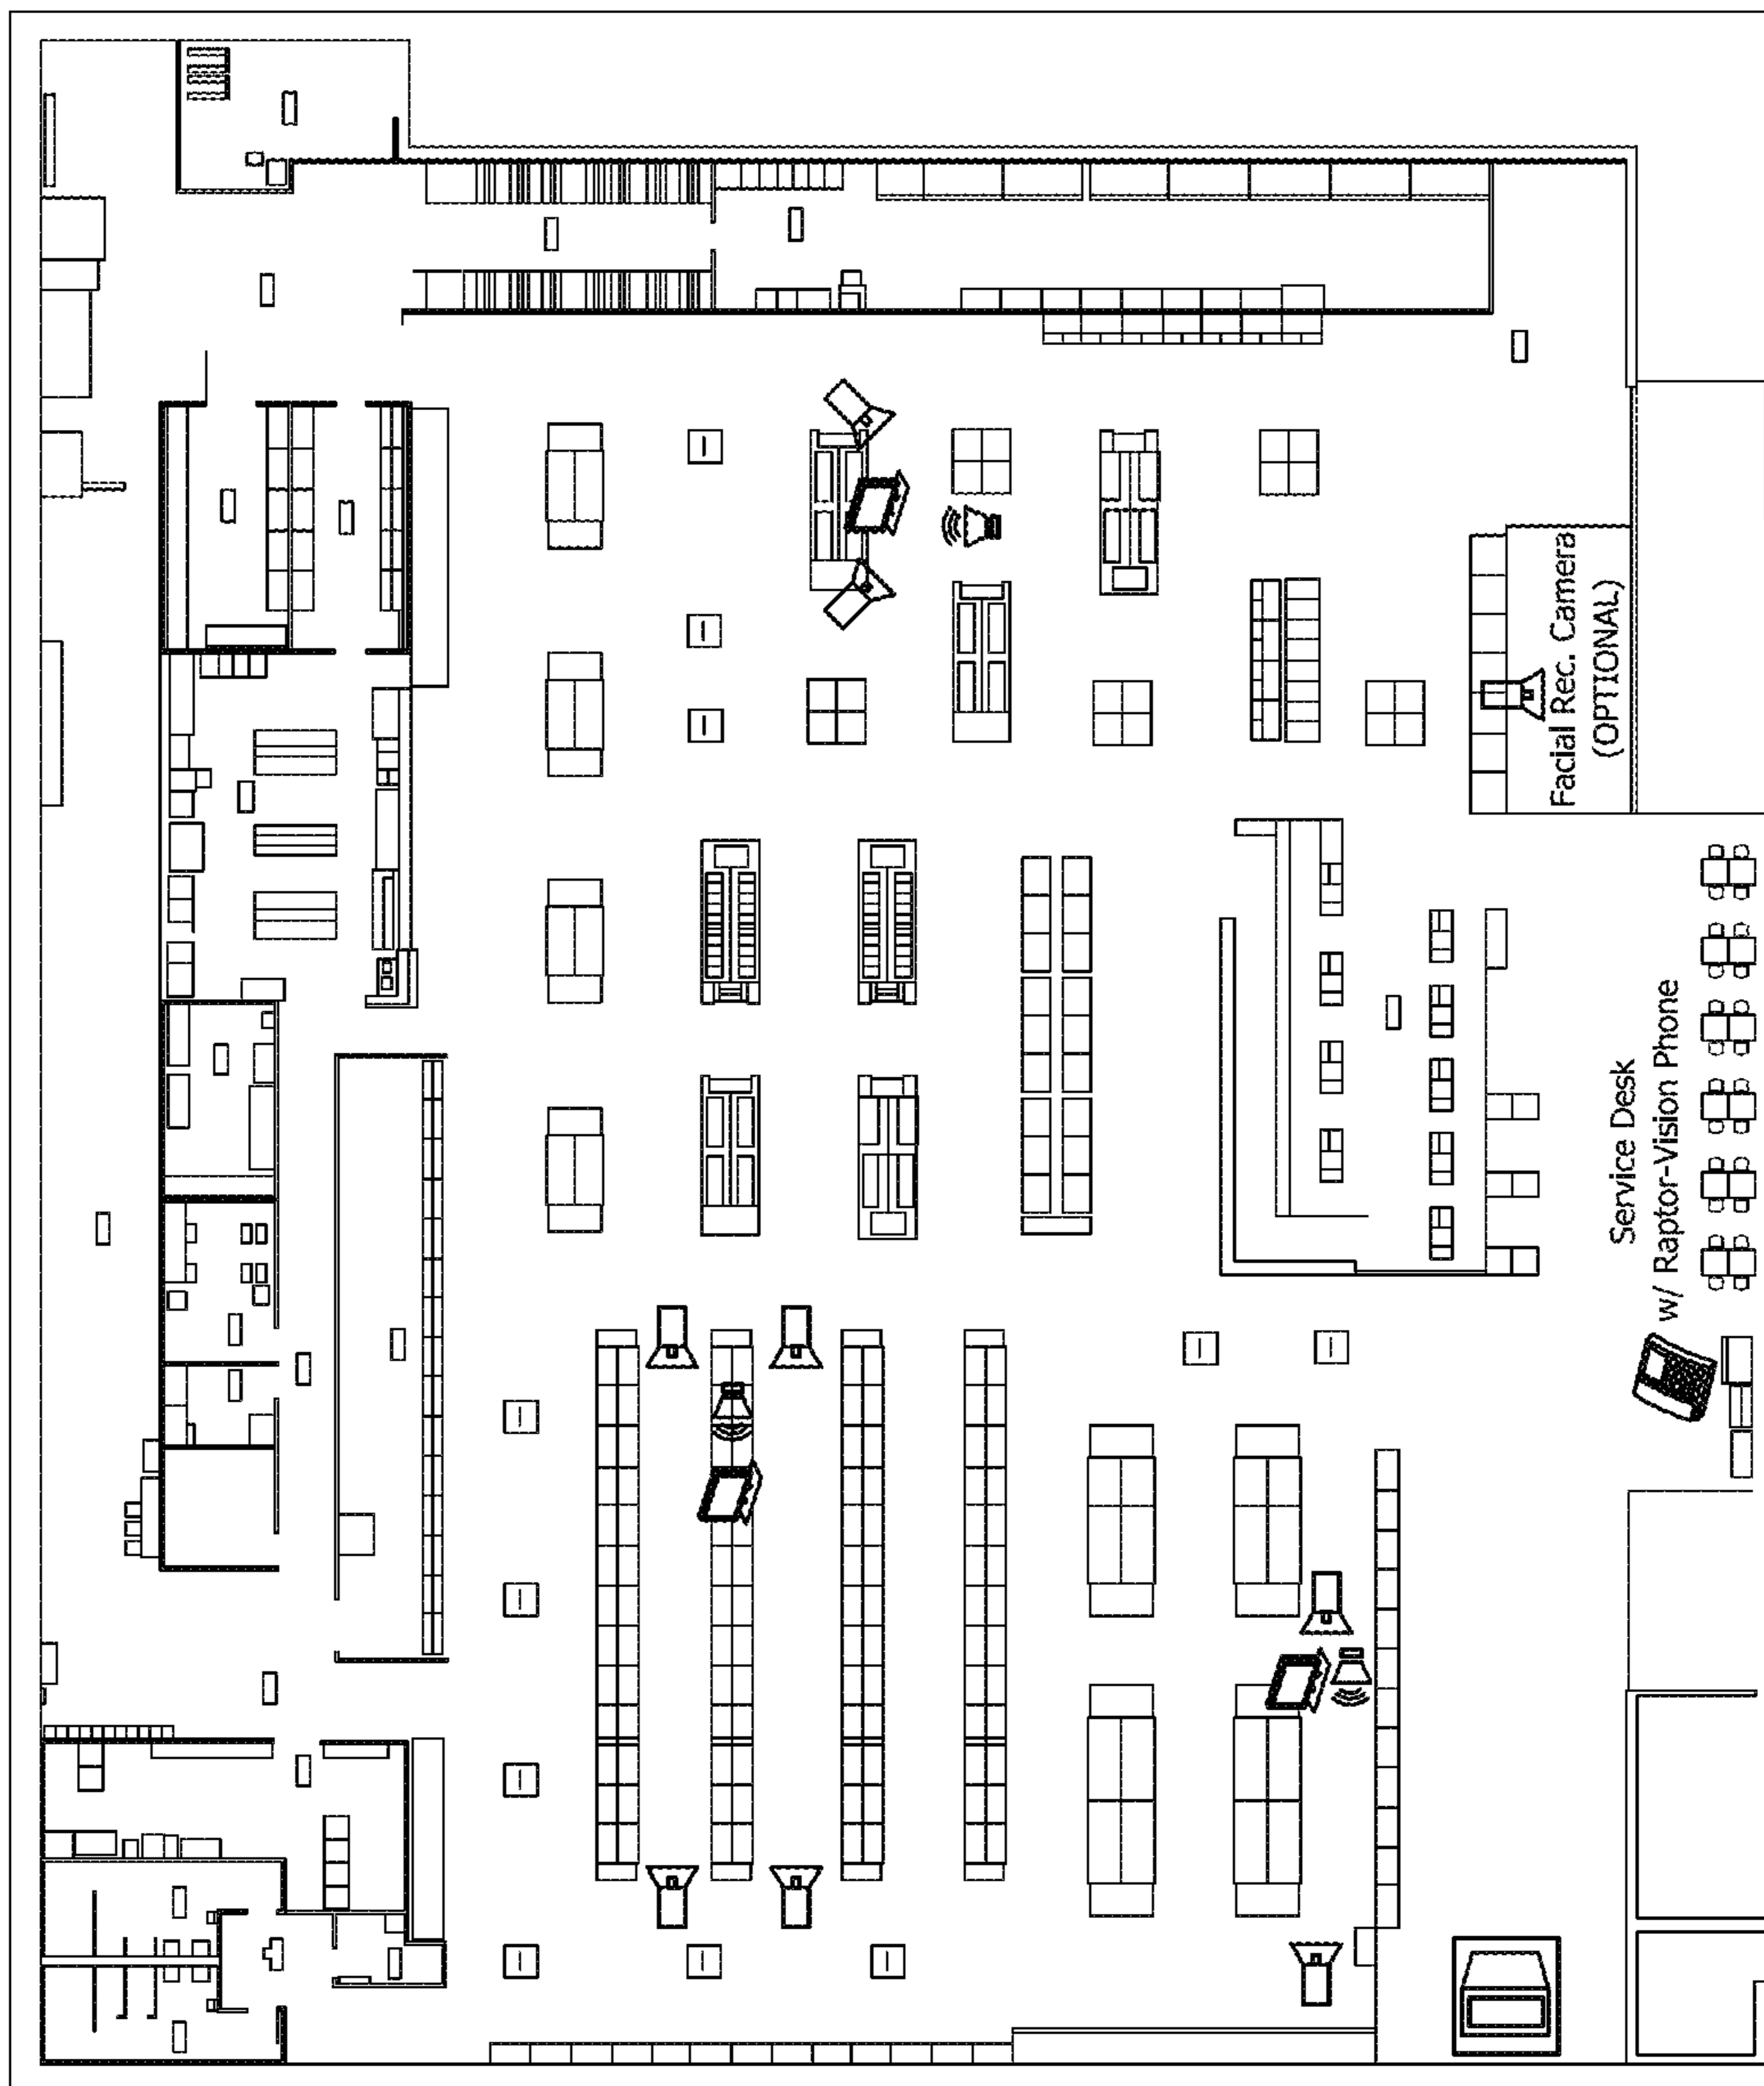 Facial Rec. Camera
(OPTIONAL)
Service Desk
w/ Raptor-Vision Phone